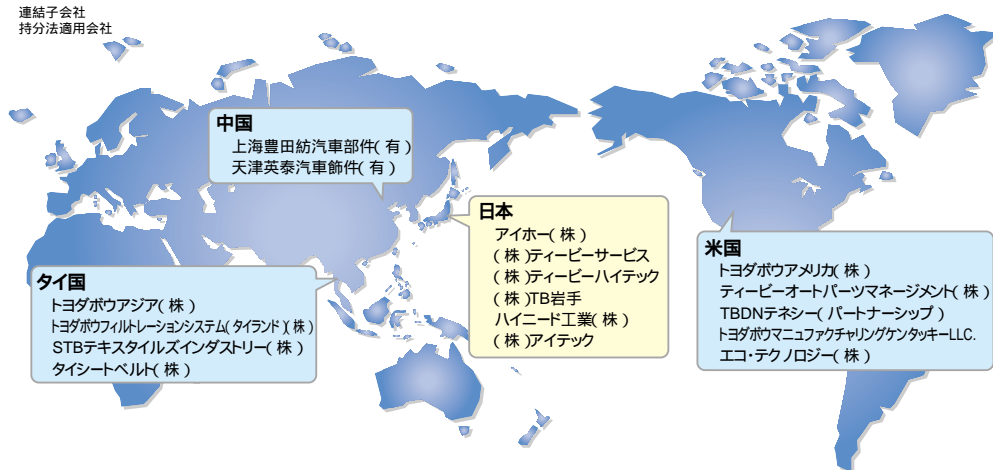 連結子会社
持分法適用会社
中国
上海豊田紡汽車部件(有)
天津英泰汽車飾件(有)
日本
アイホー(株)
(株)ティービーサービス
(株)ティービーハイテック
(株)TB岩手
ハイニード工業(株)
(株)アイテック
米国
トヨダボウアメリカ(株)
ティービーオートパーツマネージメント(株)
TBDNテネシー(パートナーシップ)
トヨダボウマニュファクチャリングケンタッキーLLC.
エコ・テクノロジー(株)
タイ国
トヨダボウアジア(株)
トヨダボウフィルトレーションシステム(タイランド)(株)
STBテキスタイルズインダストリー(株)
タイシートベルト(株)